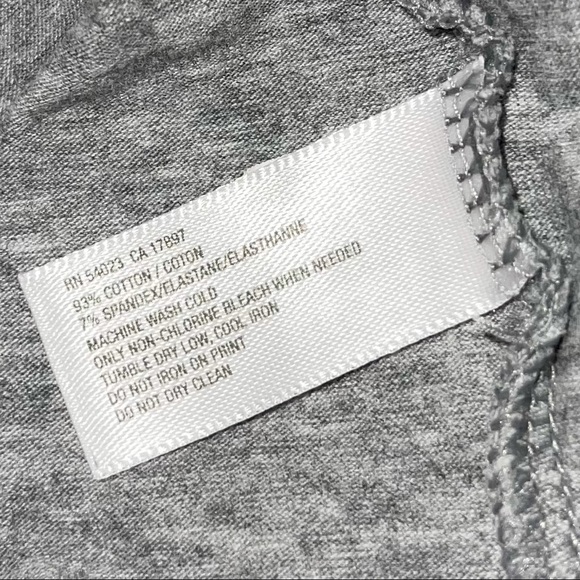 RN 54023 CA 17897
93% COTTON / COTON
7% SPANDEX/ELASTANE/ELASTHANNE
MACHINE WASH COLD
ONLY NON-CHLORINE BLEACH WHEN NEEDED
TUMBLE DRY LOW, COOL IRON
DO NOT IRON ON PRINT
DO NOT DRY CLEAN